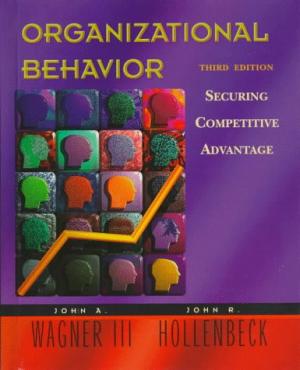 ORGANIZATIONAL
BEHAVIOR
THIRD EDITION
SECURING
COMPETITIVE
ADVANTAGE
JOHN A.
WAGNER III
JOHN R.
HOLLENBECK